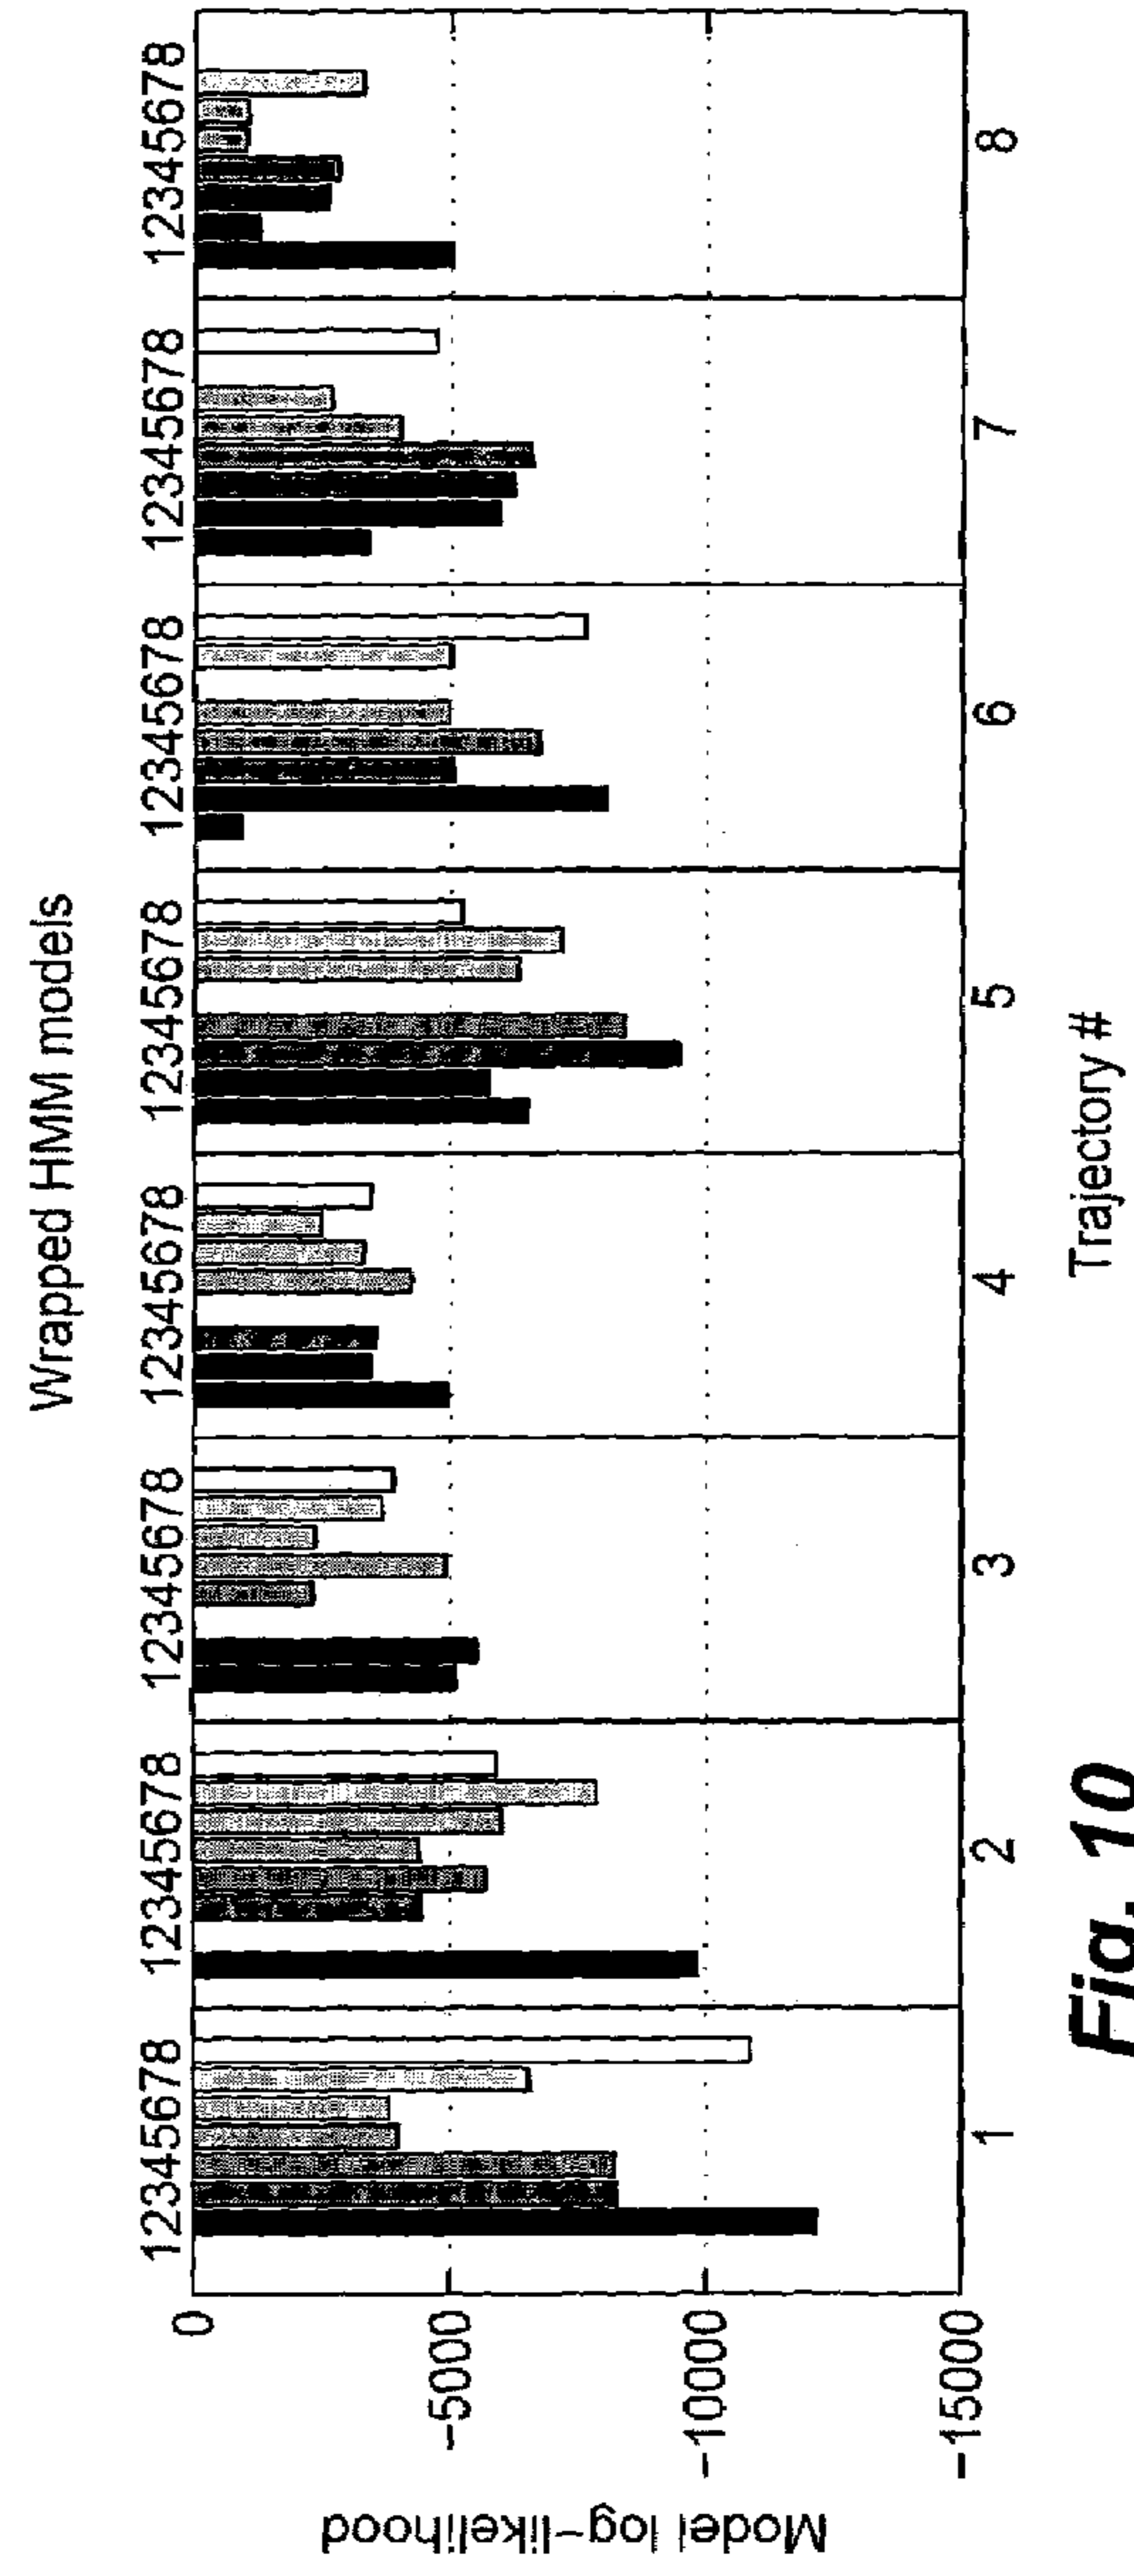 Wrapped HMM models
12345678 12345678 12345678 12345678 12345678 12345678 12345678 12345678
0
-5000
-10000
-15000
Model log-likelihood
1 2 3 4 5 6 7 8
Trajectory #
Fig. 10